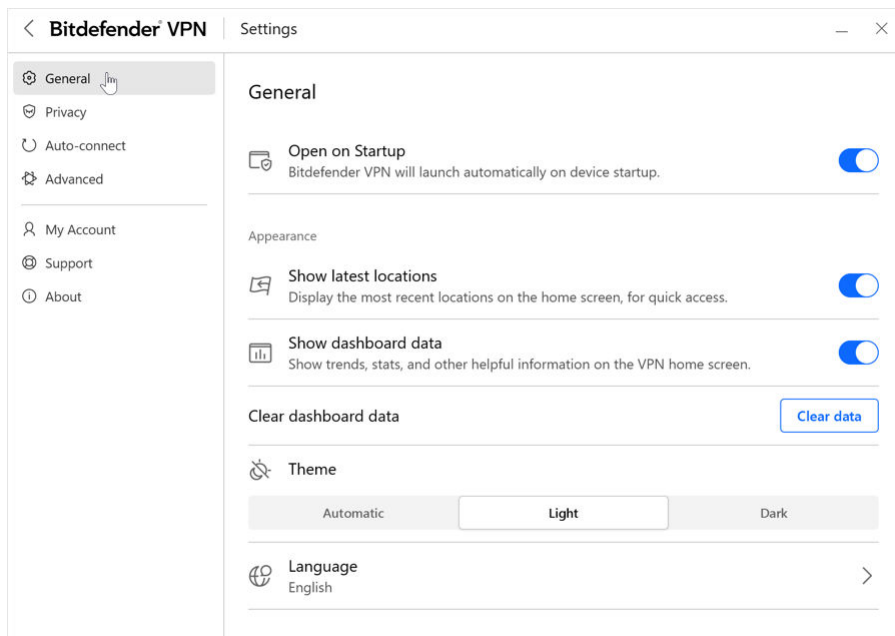 Bitdefender® VPN
Settings
General
Privacy
Auto-connect
Advanced
My Account
Support
About
General
Open on Startup
Bitdefender VPN will launch automatically on device startup.
Appearance
Show latest locations
Display the most recent locations on the home screen, for quick access.
Show dashboard data
Show trends, stats, and other helpful information on the VPN home screen.
Clear dashboard data
Clear data
Theme
Automatic
Light
Dark
Language
English